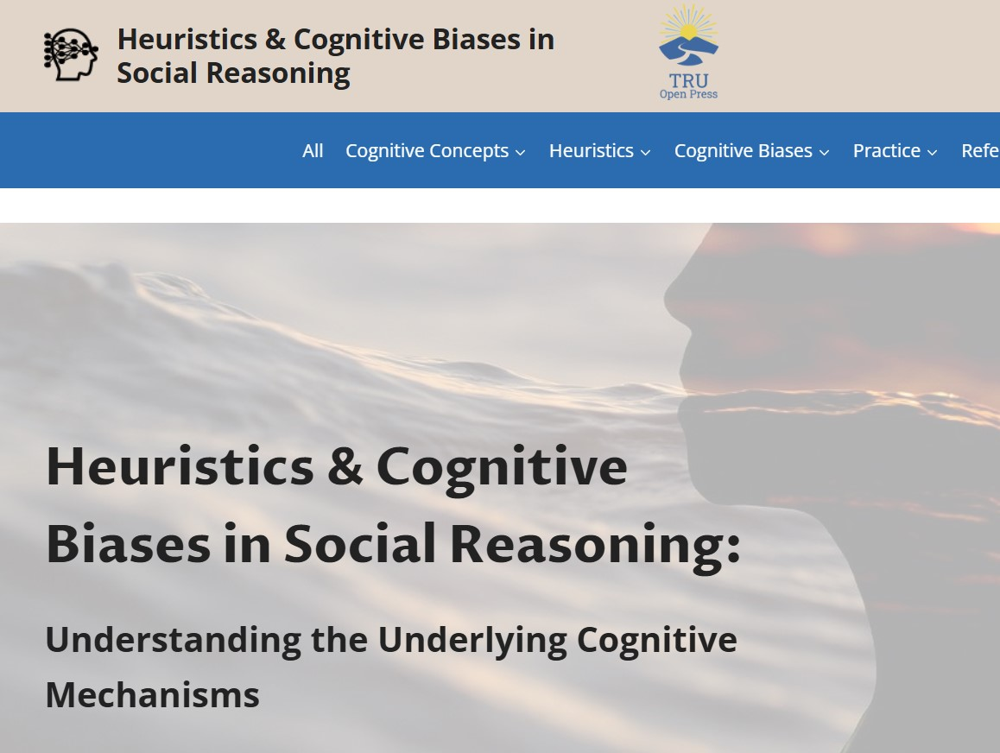 Heuristics & Cognitive Biases in
Social Reasoning
TRU
Open Press
All Cognitive Concepts Heuristics Cognitive Biases Practice Refe
Heuristics & Cognitive
Biases in Social Reasoning:
Understanding the Underlying Cognitive
Mechanisms